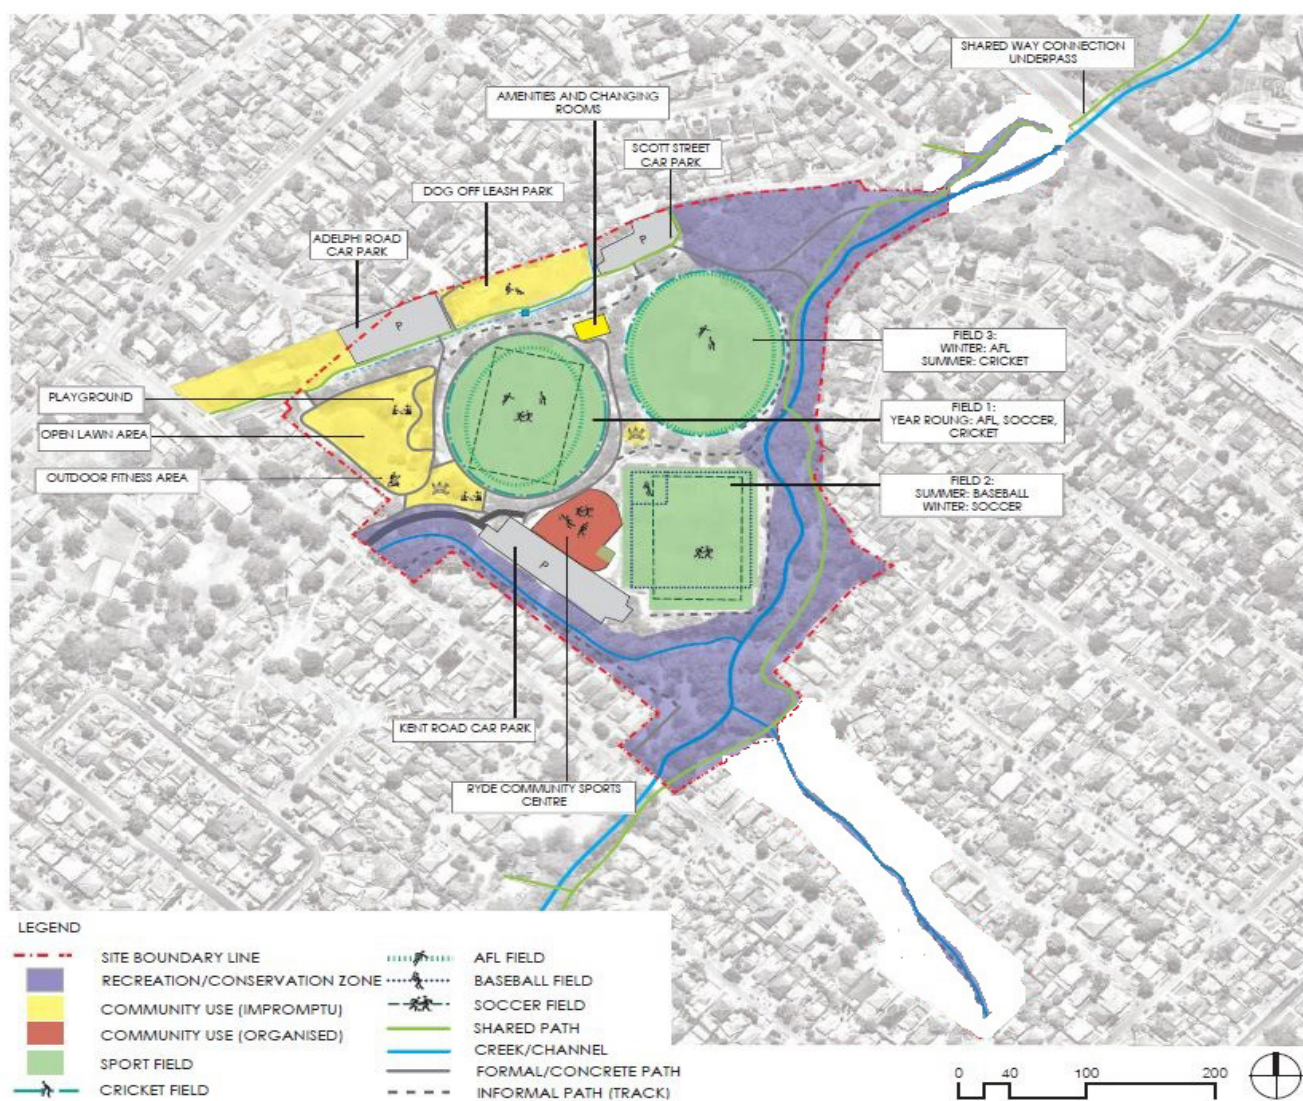 SHARED WAY CONNECTION
UNDERPASS
AMENITIES AND CHANGING
ROOMS
SCOTT STREET
CAR PARK
DOG OFF LEASH PARK
ADELPHI ROAD
CAR PARK
P
P
FIELD 3:
WINTER: AFL
SUMMER: CRICKET
PLAYGROUND
FIELD 1:
YEAR ROUNG: AFL, SOCCER,
CRICKET
OPEN LAWN AREA
OUTDOOR FITNESS AREA
FIELD 2:
SUMMER: BASEBALL
WINTER: SOCCER
P
KENT ROAD CAR PARK
RYDE COMMUNITY SPORTS
CENTRE
LEGEND
SITE BOUNDARY LINE
RECREATION/CONSERVATION ZONE
COMMUNITY USE (IMPROMPTU)
COMMUNITY USE (ORGANISED)
SPORT FIELD
CRICKET FIELD
AFL FIELD
BASEBALL FIELD
SOCCER FIELD
SHARED PATH
CREEK/CHANNEL
FORMAL/CONCRETE PATH
INFORMAL PATH (TRACK)
0 40 100 200